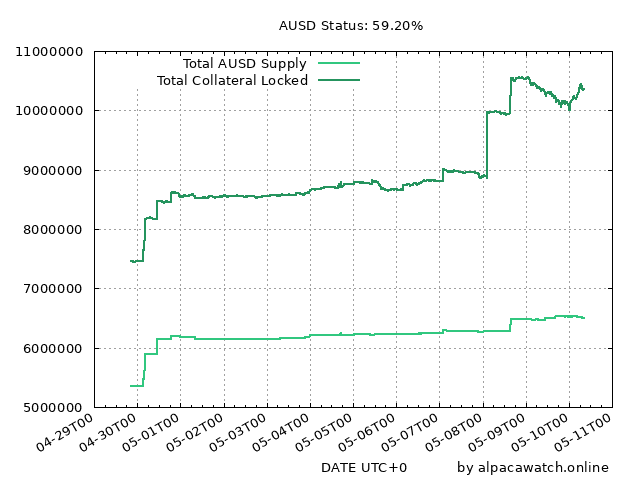 AUSD Status: 59.20%
Total AUSD Supply
Total Collateral Locked
11000000
10000000
9000000
8000000
7000000
6000000
5000000
04-29T00
04-30T00
05-01T00
05-02T00
05-03T00
05-04T00
05-05T00
05-06T00
05-07T00
05-08T00
05-09T00
05-10T00
05-11T00
DATE UTC+0
by alpacawatch.online